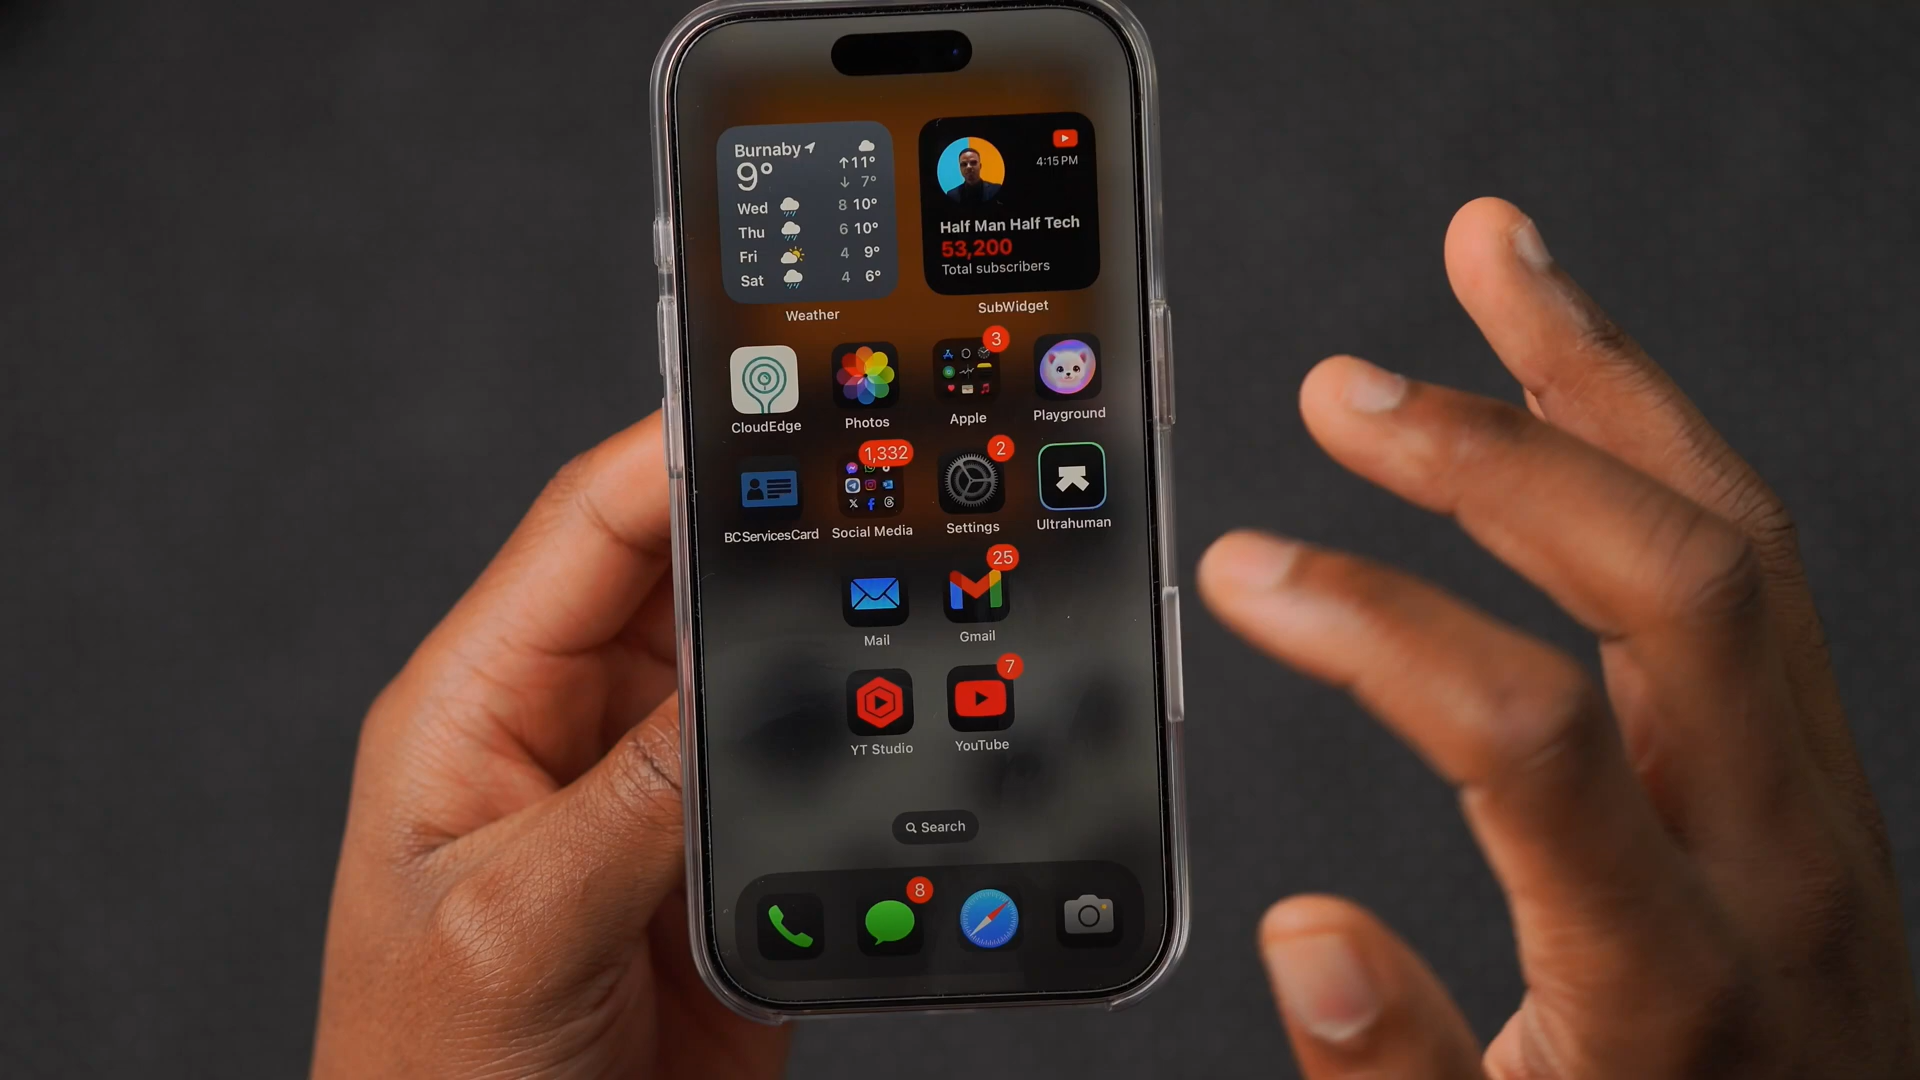 Burnaby
9°
↑11°
↓ 7°
Wed 8 10°
Thu 6 10°
Fri 4 9°
Sat 4 6°
Weather
4:15 PM
Half Man Half Tech
53,200
Total subscribers
SubWidget
3
CloudEdge
Photos
Apple
Playground
1,332
2
BCServicesCard
Social Media
Settings
Ultrahuman
25
Mail
Gmail
7
YT Studio
YouTube
Search
8